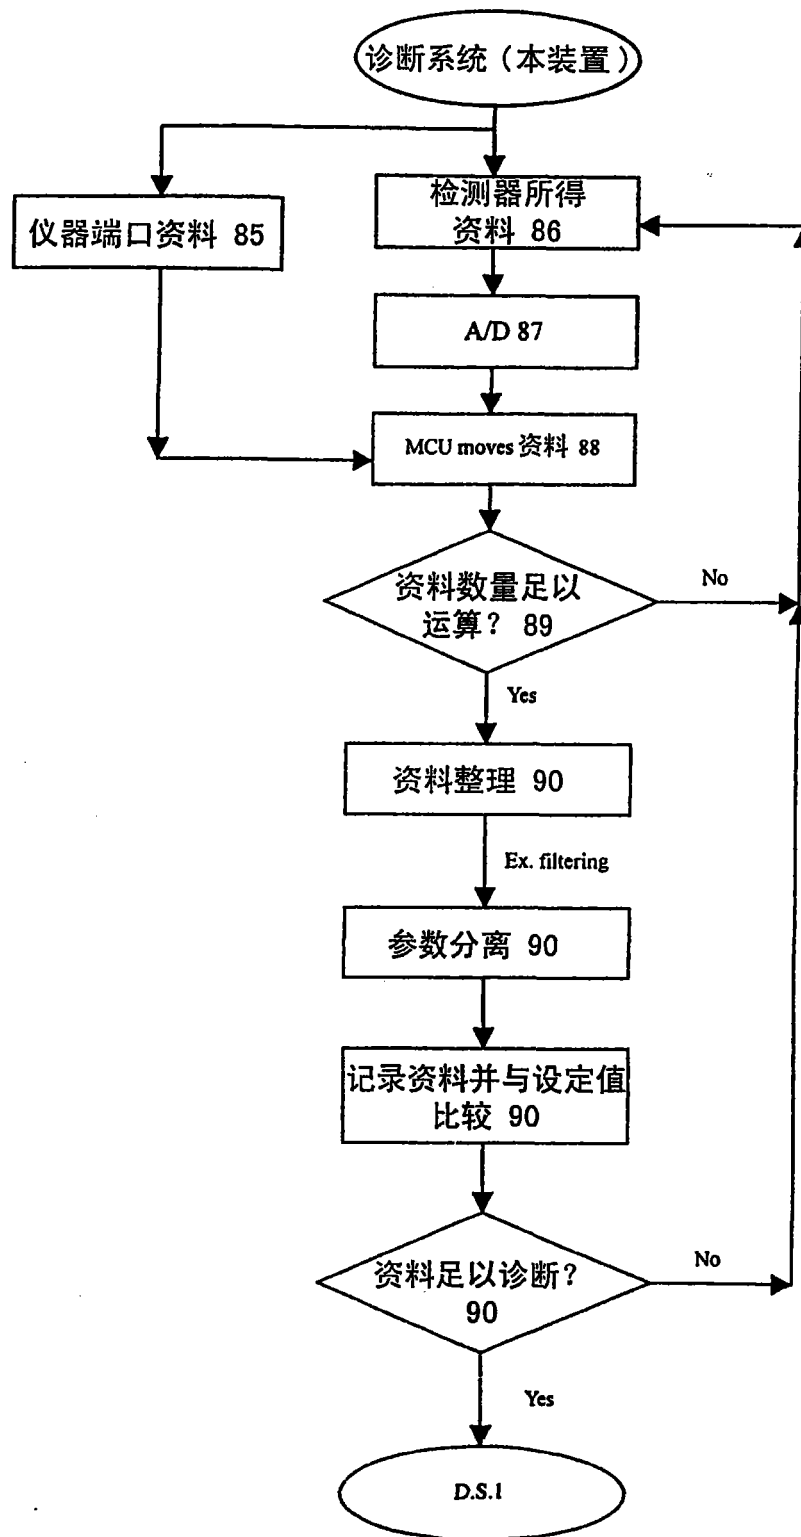 诊断系统（本装置）
仪器端口资料 85
检测器所得
资料 86
A/D 87
MCU moves 资料 88
资料数量足以
运算？ 89
No
Yes
资料整理 90
Ex. filtering
参数分离 90
记录资料并与设定值
比较 90
资料足以诊断？
90
No
Yes
D.S.1